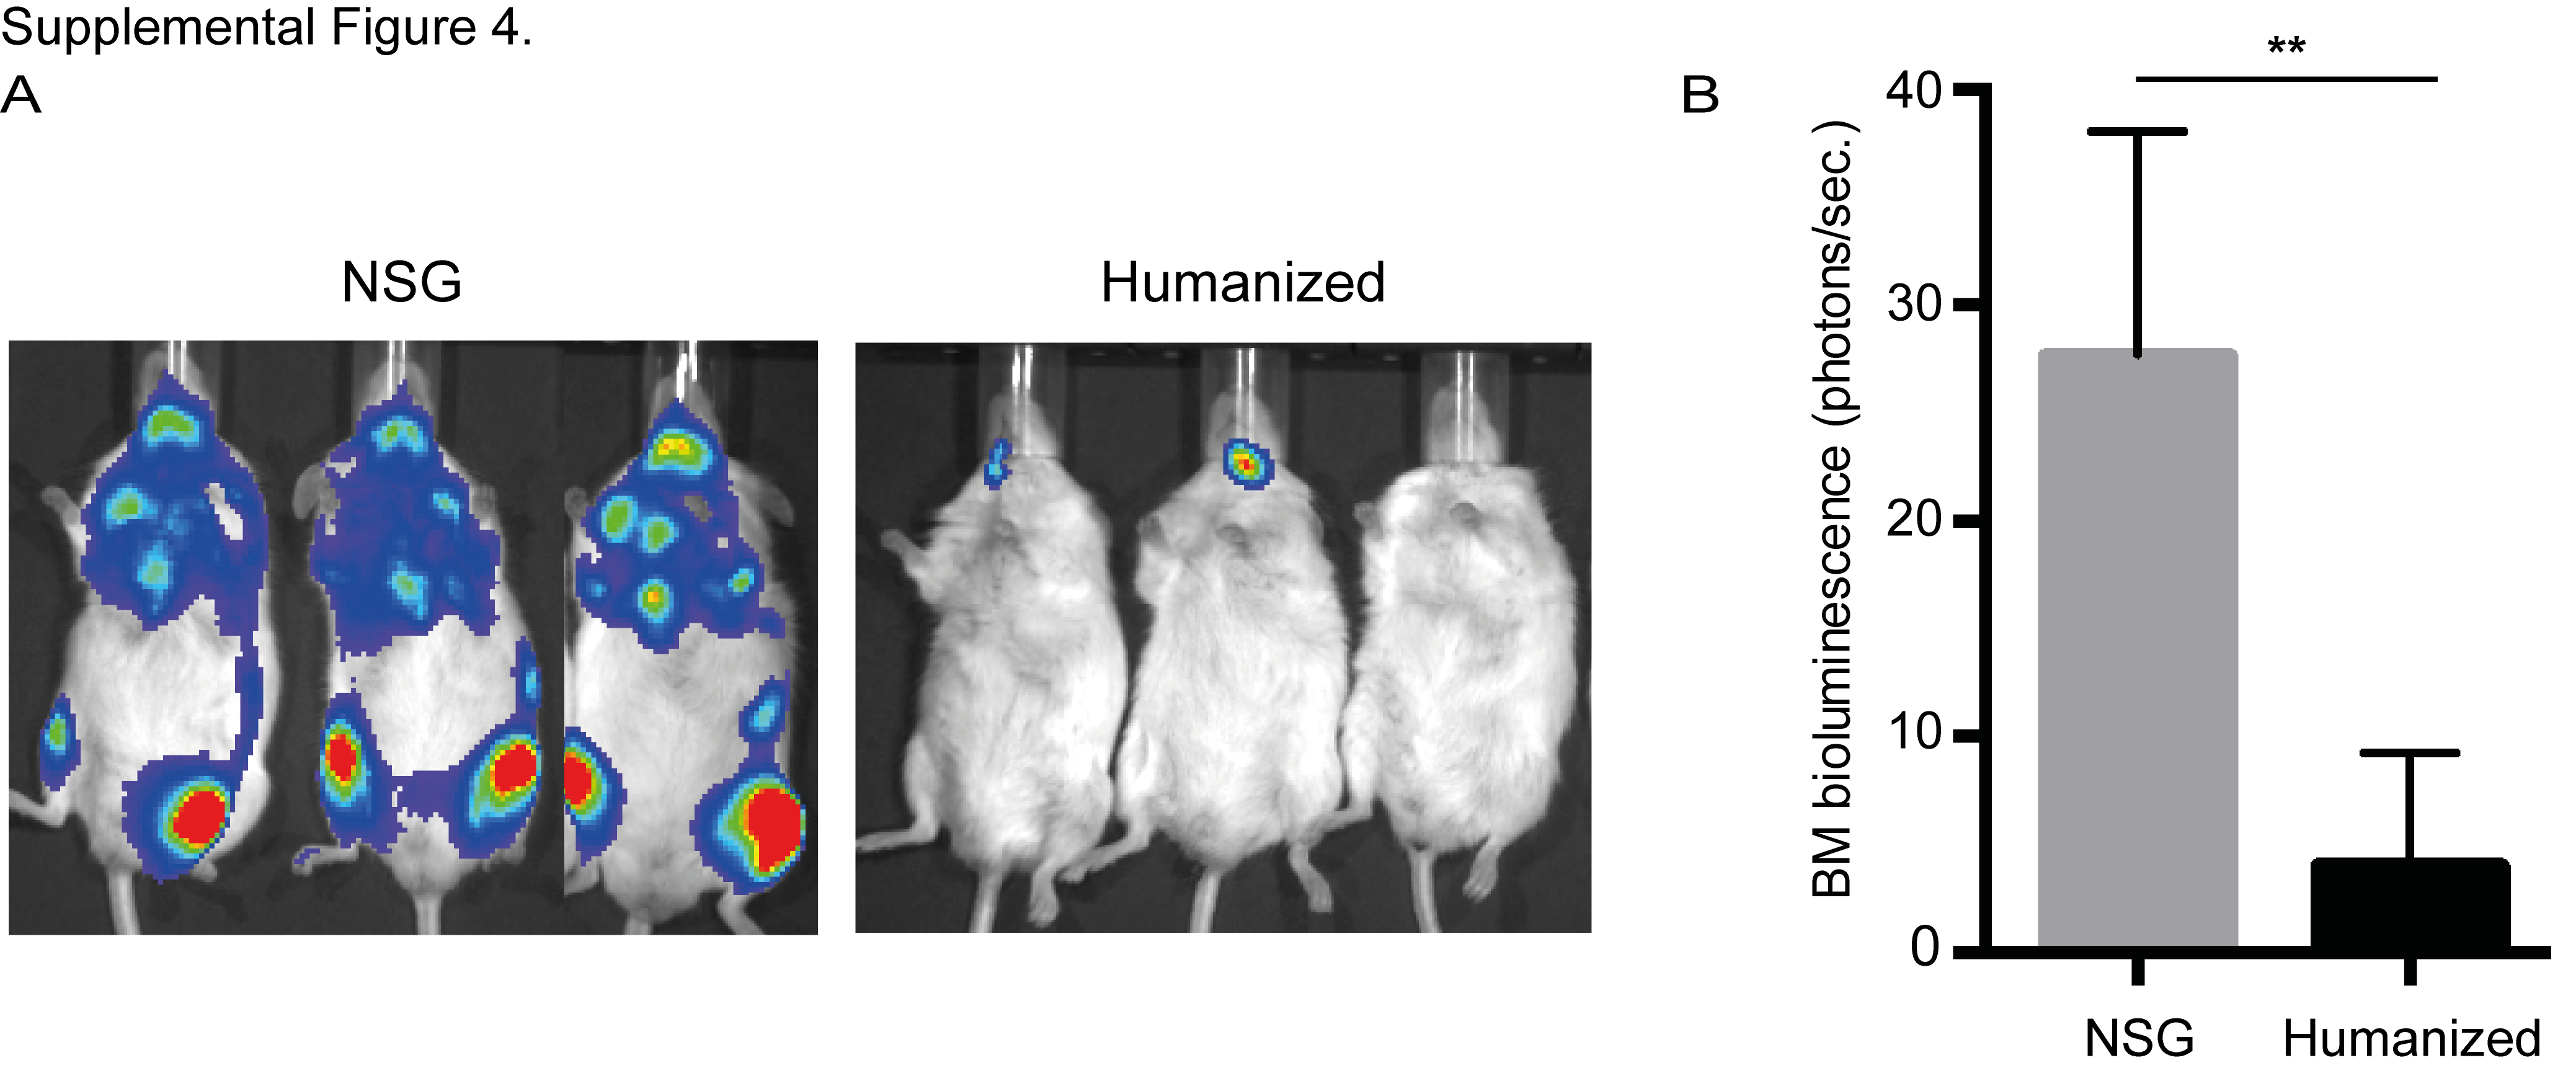 Supplemental Figure 4.
A
NSG
Humanized
B
**
BM bioluminescence (photons/sec.)
40
30
20
10
0
NSG
Humanized